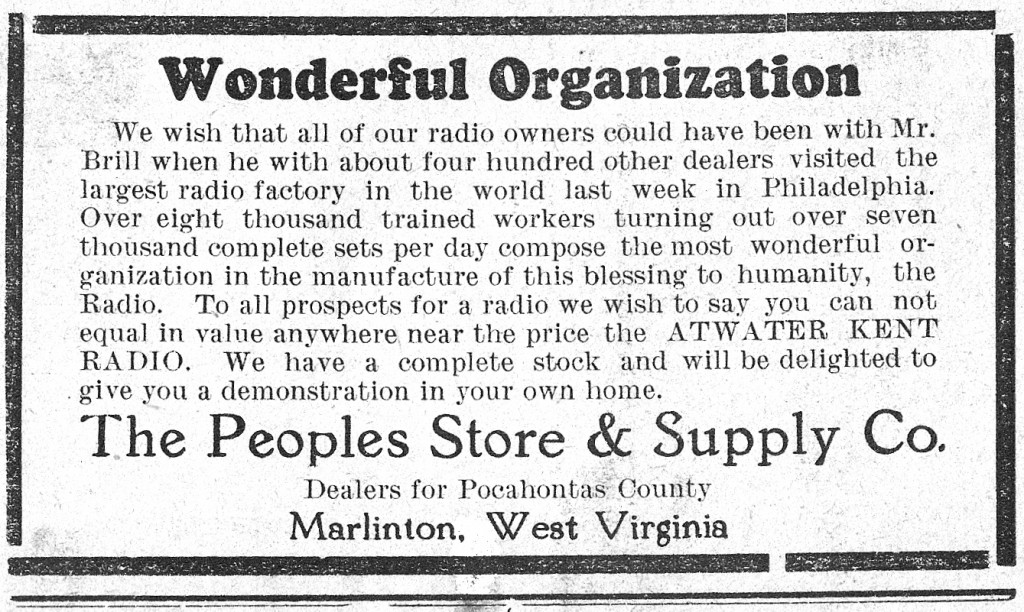 Wonderful Organization
We wish that all of our radio owners could have been with Mr.
Brill when he with about four hundred other dealers visited the
largest radio factory in the world last week in Philadelphia.
Over eight thousand trained workers turning out over seven
thousand complete sets per day compose the most wonderful or-
ganization in the manufacture of this blessing to humanity, the
Radio. To all prospects for a radio we wish to say you can not
equal in value anywhere near the price the ATWATER KENT
RADIO. We have a complete stock and will be delighted to
give you a demonstration in your own home.
The Peoples Store & Supply Co.
Dealers for Pocahontas County
Marlinton, West Virginia